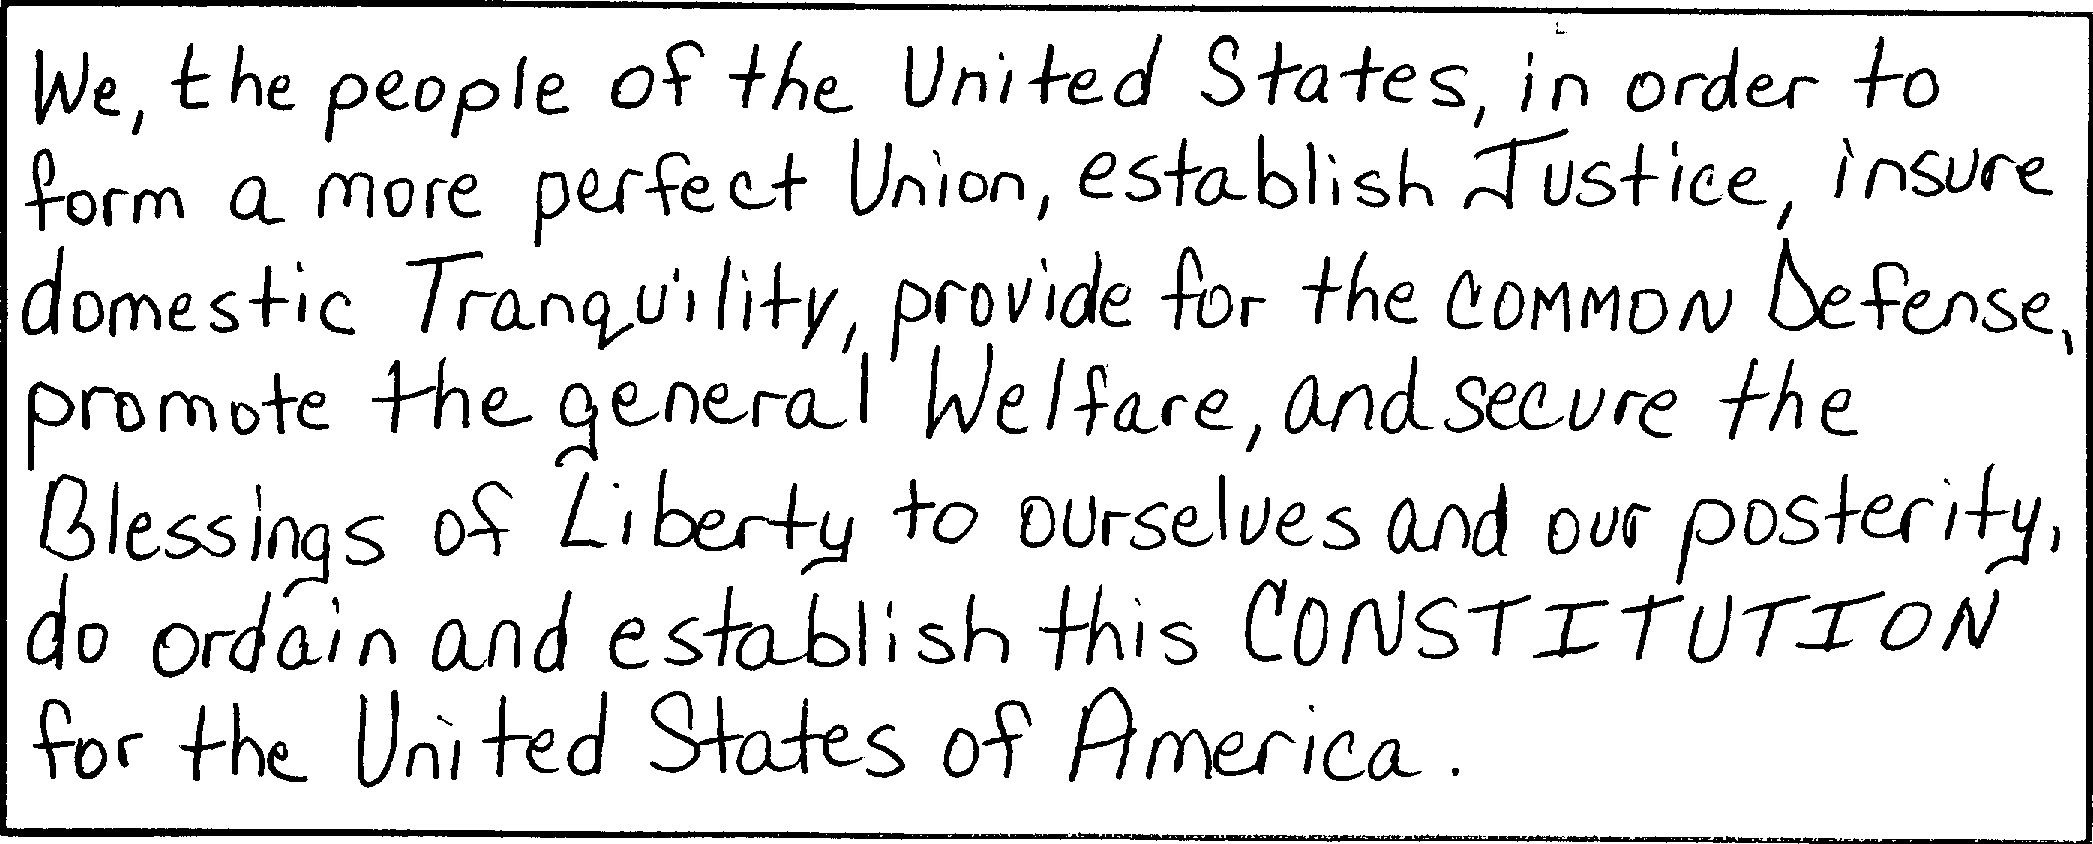 We, the people of the United States, in order to
form a more perfect Union, establish Justice, insure
domestic Tranquility, provide for the COMMON Defense,
promote the general Welfare, and secure the
Blessings of Liberty to ourselves and our posterity,
do ordain and establish this CONSTITUTION
for the United States of America.